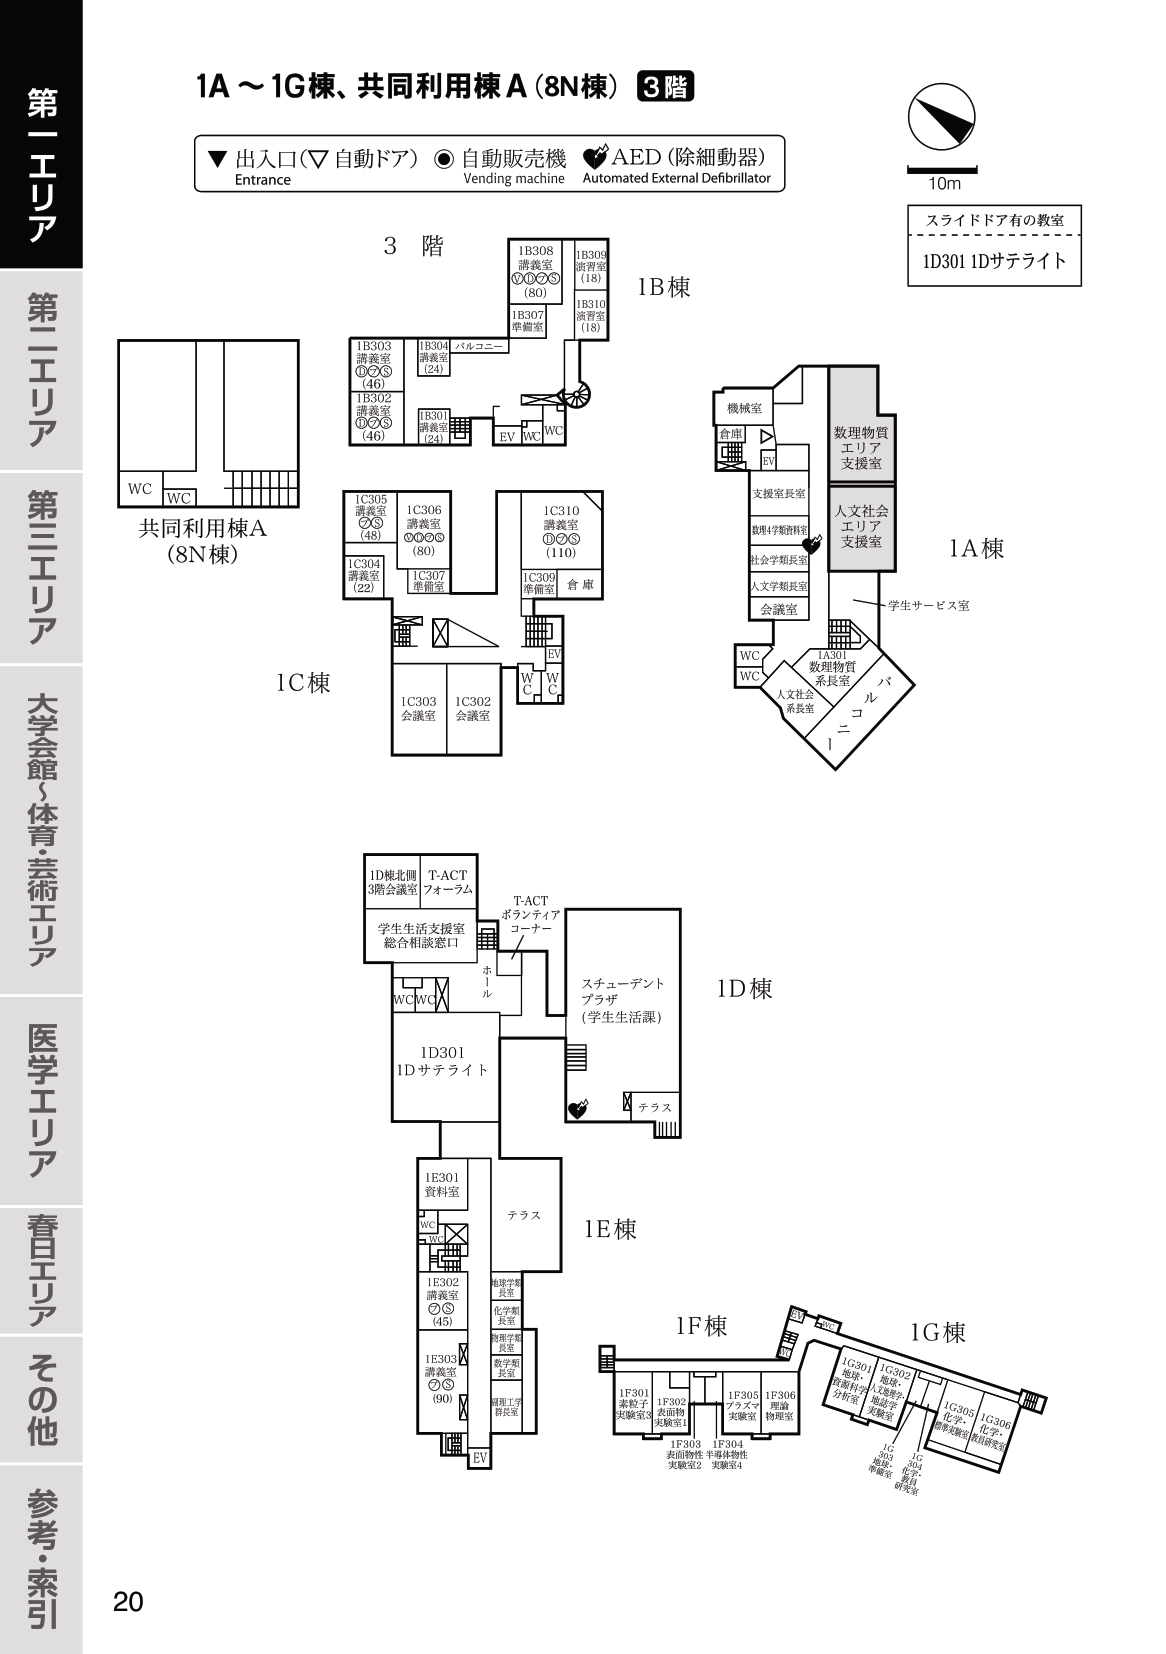 第一エリア
第二エリア
第三エリア
大学会館〜体育・芸術エリア
医学エリア
春日エリア
その他
参考・索引
1A〜1G棟、共同利用棟A(8N棟) 3階
▼出入口(▽自動ドア) ◉自動販売機 AED(除細動器)
Entrance Vending machine Automated External Defibrillator
10m
スライドドア有の教室
1D301 1Dサテライト
3 階
1B308
講義室
ⓋⒹ㋐Ⓢ
(80)
1B309
演習室
(18)
1B310
演習室
(18)
1B307
準備室
1B棟
1B303
講義室
Ⓓ㋫Ⓢ
(46)
1B304
講義室
(24)
バルコニー
1B302
講義室
Ⓓ㋫Ⓢ
(46)
1B301
講義室
(24)
EV
WC
WC
WC
WC
共同利用棟A
(8N棟)
1C305
講義室
㋫Ⓢ
(48)
1C306
講義室
ⓋⒹ㋫Ⓢ
(80)
1C310
講義室
Ⓓ㋫Ⓢ
(110)
1C304
講義室
(22)
1C307
準備室
1C309
準備室
倉庫
EV
WC
WC
1C303
会議室
1C302
会議室
1C棟
機械室
倉庫
EV
数理物質
エリア
支援室
支援室長室
人文社会
エリア
支援室
数理4学類資料室
社会学類長室
人文学類長室
会議室
1A棟
学生サービス室
WC
WC
1A301
数理物質
系長室
人文社会
系長室
バルコニー
1D棟北側
3階会議室
T-ACT
フォーラム
学生生活支援室
総合相談窓口
T-ACT
ボランティア
コーナー
ホール
WC
WC
1D301
1Dサテライト
スチューデント
プラザ
(学生生活課)
テラス
1D棟
1E301
資料室
WC
WC
テラス
1E棟
1E302
講義室
㋫Ⓢ
(45)
地球学類
長室
化学類
長室
物理学類
長室
1E303
講義室
㋫Ⓢ
(90)
数学類
長室
群長室
EV
1F棟
1F301
素粒子
実験室3
1F302
表面物
実験室1
1F305
プラズマ
実験室
1F306
理論
物理室
1F303
表面物性
実験室2
1F304
半導体物性
実験室4
1G棟
EV
WC
WC
1G301
地球・
資源科学
分析室
1G302
地球・
人文地理学・
地誌学
実験室
1G305
化学・
標準実験室
1G306
化学・
教員研究室
1G
303
地球・
準備室
1G
304
化学・
教員
研究室
20